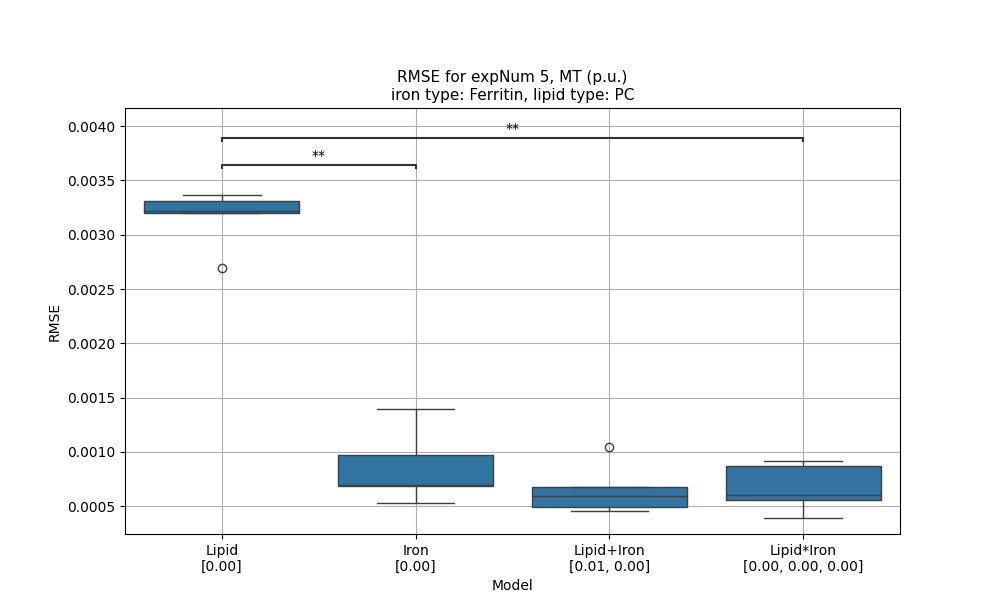 RMSE for expNum 5, MT (p.u.)
iron type: Ferritin, lipid type: PC
0.0040
**
**
0.0035
0.0030
0.0025
RMSE
0.0020
0.0015
0.0010
0.0005
Lipid Iron Lipid+Iron Lipid*Iron
[0.00] [0.00] [0.01, 0.00] [0.00, 0.00, 0.00]
Model